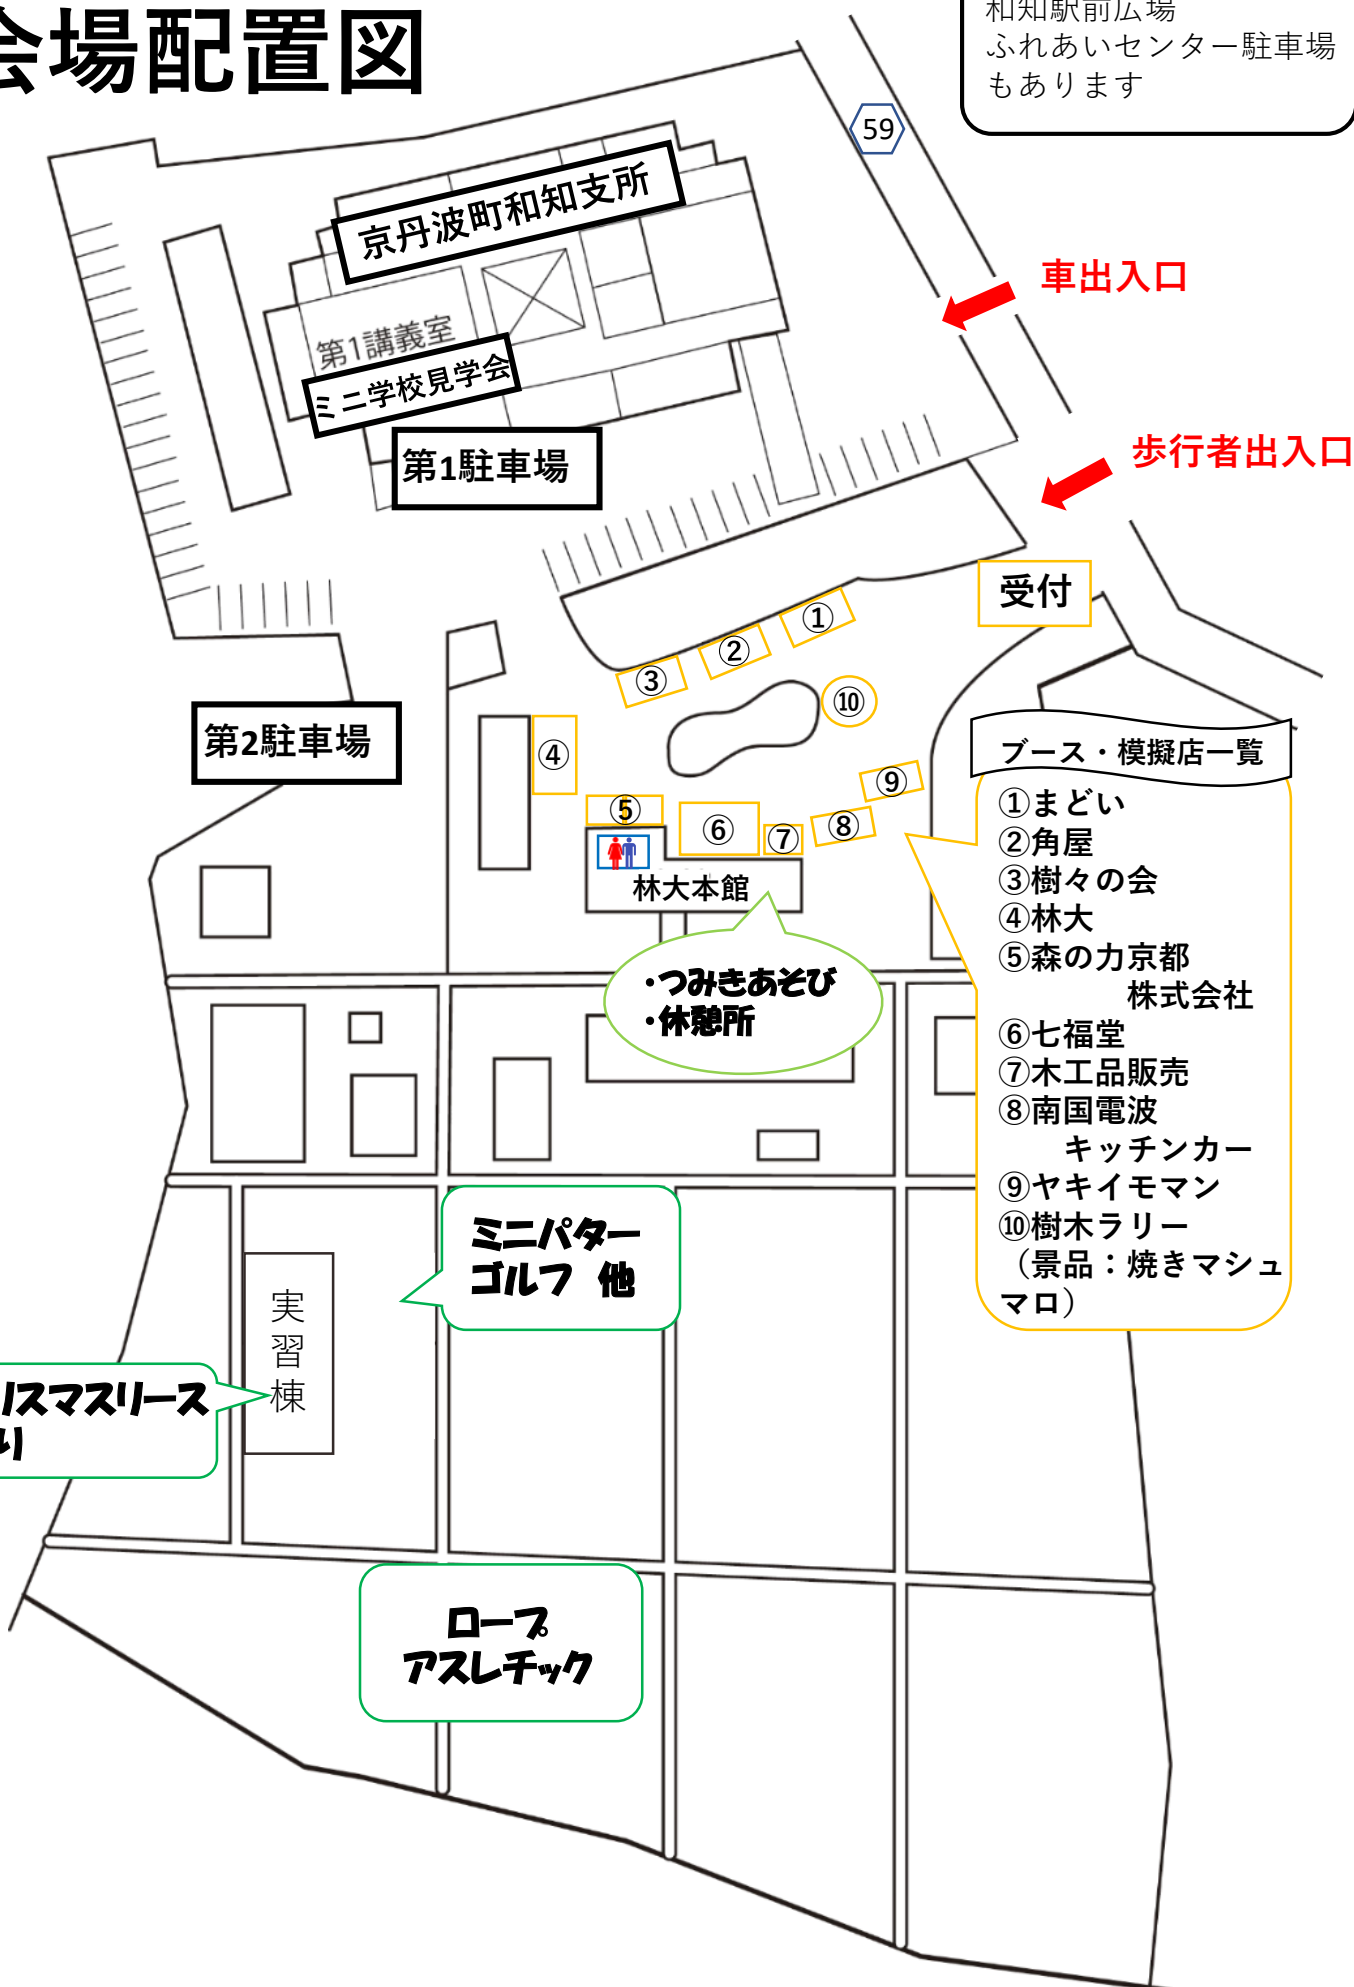 会場配置図
和知駅前広場
ふれあいセンター駐車場
もあります
59
京丹波町和知支所
車出入口
第1講義室
ミニ学校見学会
第1駐車場
歩行者出入口
受付
①
②
③
⑩
第2駐車場
④
⑨
⑤
⑥
⑦
⑧
林大本館
・つみきあそび
・休憩所
ブース・模擬店一覧
①まどい
②角屋
③樹々の会
④林大
⑤森の力京都
株式会社
⑥七福堂
⑦木工品販売
⑧南国電波
キッチンカー
⑨ヤキイモマン
⑩樹木ラリー
（景品：焼きマシュ
マロ）
ミニパター
ゴルフ 他
実習棟
リスマスリース
り
ロープ
アスレチック